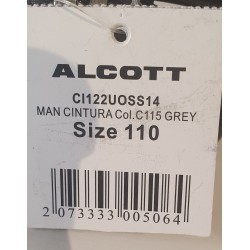 ALCOTT
CI122UOSS14
MAN CINTURA Col.C115 GREY
Size 110
2 073333 005064